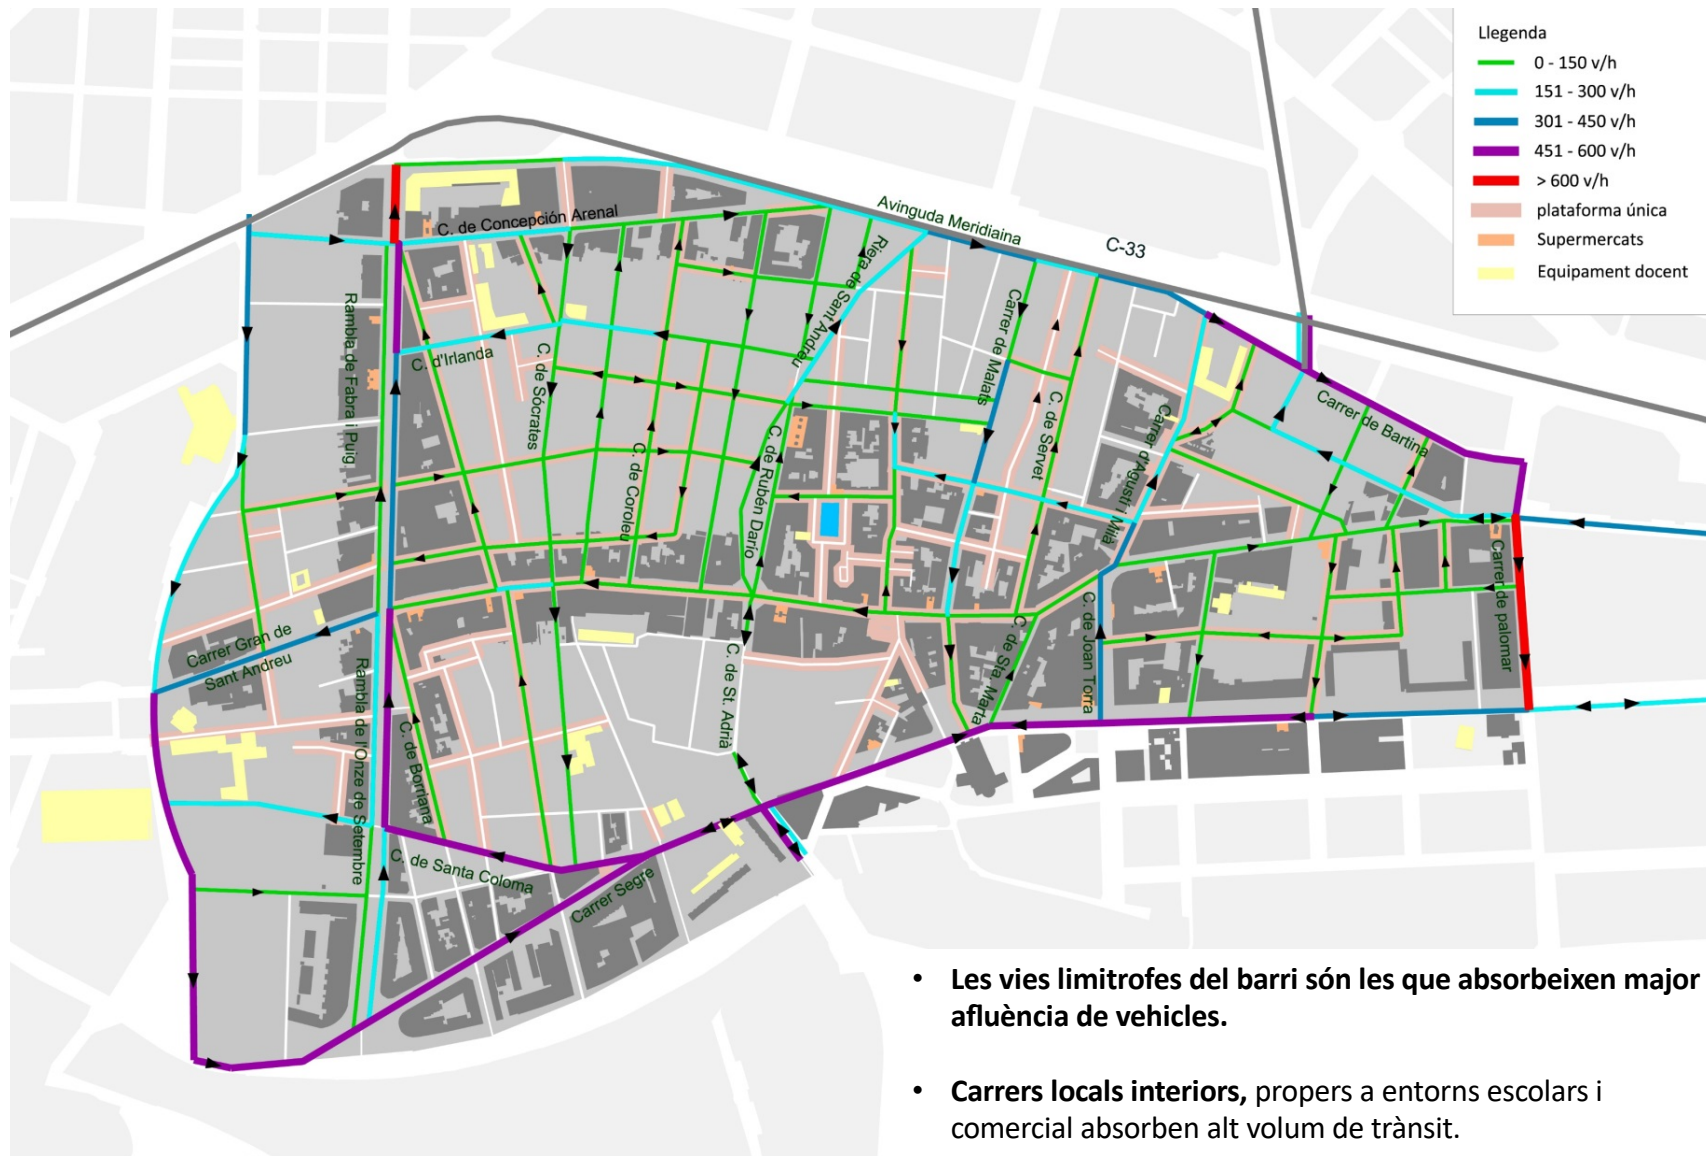 Llegenda
0 - 150 v/h
151 - 300 v/h
301 - 450 v/h
451 - 600 v/h
> 600 v/h
plataforma única
Supermercats
Equipament docent
C. de Concepción Arenal
Avinguda Meridiaina
C-33
Riera de Sant Andreu
Rambla de Fabra i Puig
C. d'Irlanda
C. de Sócrates
Carrer de Malats
C. de Servet
Carrer d'Agustí i Milà
Carrer de Bartina
C. de Coroleu
C. de Rubén Darío
Carrer de palomar
Carrer Gran de
Sant Andreu
C. de Joan Torra
C. de Sta. Marta
C. de St. Adria
Rambla de l'Onze de Setembre
C. de Borriana
C. de Santa Coloma
Carrer Segre
• Les vies limitrofes del barri són les que absorbeixen major
afluència de vehicles.
• Carrers locals interiors, propers a entorns escolars i
comercial absorben alt volum de trànsit.